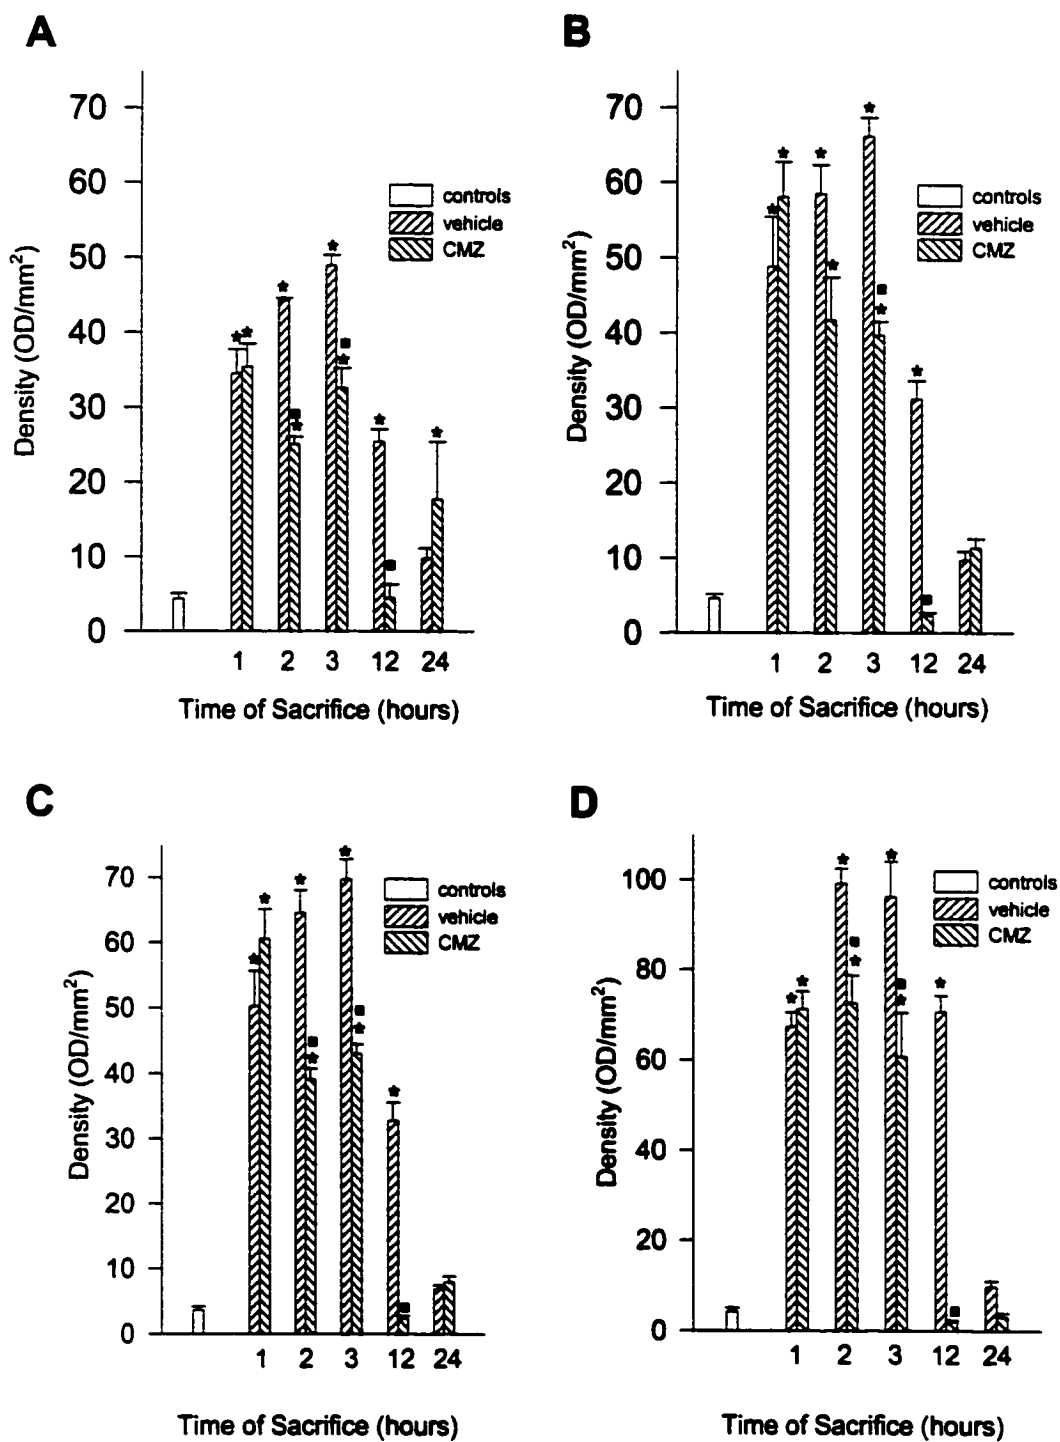 A
70
60
50
40
30
20
10
0
Density (OD/mm²)
controls
vehicle
CMZ
1 2 3 12 24
Time of Sacrifice (hours)
B
70
60
50
40
30
20
10
0
Density (OD/mm²)
controls
vehicle
CMZ
1 2 3 12 24
Time of Sacrifice (hours)
C
70
60
50
40
30
20
10
0
Density (OD/mm²)
controls
vehicle
CMZ
1 2 3 12 24
Time of Sacrifice (hours)
D
100
80
60
40
20
0
Density (OD/mm²)
controls
vehicle
CMZ
1 2 3 12 24
Time of Sacrifice (hours)